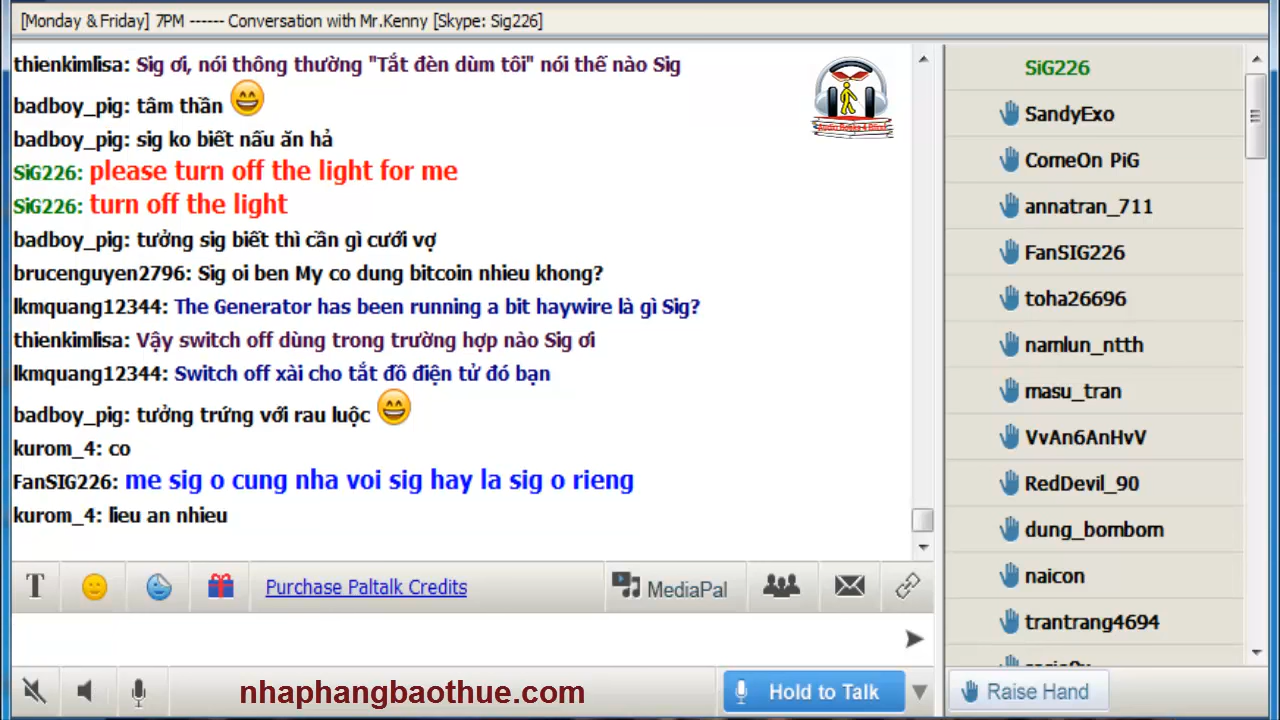 [Monday & Friday] 7PM ------ Conversation with Mr.Kenny [Skype: Sig226]
thienkimlisa: Sig ơi, nói thông thường "Tắt đèn dùm tôi" nói thế nào Sig
badboy_pig: tâm thần
badboy_pig: sig ko biết nấu ăn hả
SiG226: please turn off the light for me
SiG226: turn off the light
badboy_pig: tưởng sig biết thì cần gì cưới vợ
brucenguyen2796: Sig oi ben My co dung bitcoin nhieu khong?
lkmquang12344: The Generator has been running a bit haywire là gì Sig?
thienkimlisa: Vậy switch off dùng trong trường hợp nào Sig ơi
lkmquang12344: Switch off xài cho tắt đồ điện tử đó bạn
badboy_pig: tưởng trứng với rau luộc
kurom_4: co
FanSIG226: me sig o cung nha voi sig hay la sig o rieng
kurom_4: lieu an nhieu
SiG226
SandyExo
ComeOn PiG
annatran_711
FanSIG226
toha26696
namlun_ntth
masu_tran
VvAn6AnHvV
RedDevil_90
dung_bombom
naicon
trantrang4694
T
Purchase Paltalk Credits
MediaPal
nhaphangbaothue.com
Hold to Talk
Raise Hand